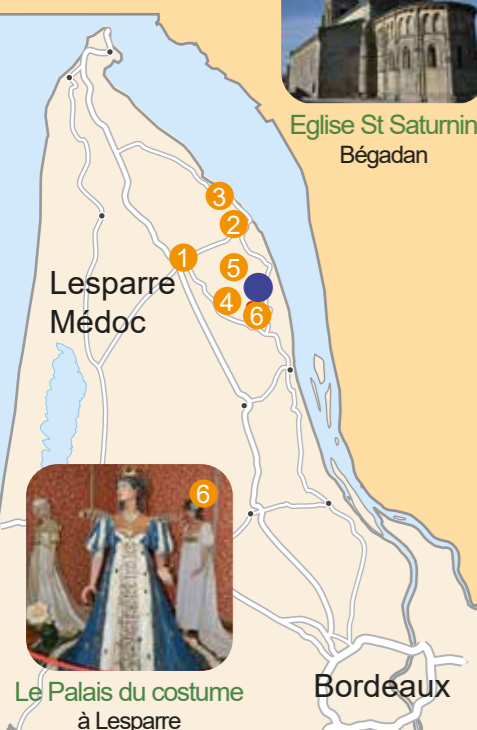 Eglise St Saturnin
Bégadan
3
2
1
5
4
6
Lesparre
Médoc
6
Le Palais du costume
à Lesparre
Bordeaux